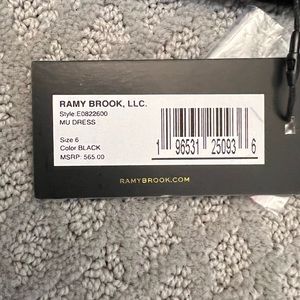 RAMY BROOK, LLC.
Style E0822600
MU DRESS
Size 6
Color BLACK
MSRP: 565.00
1 96531 25093 6
RAMYBROOK.COM